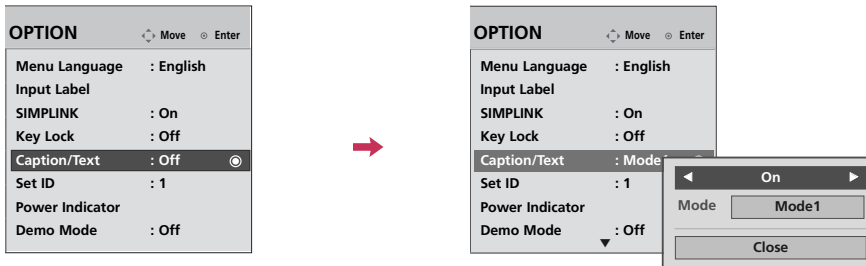 OPTION Move Enter
Menu Language : English
Input Label
SIMPLINK : On
Key Lock : Off
Caption/Text : Off
Set ID : 1
Power Indicator
Demo Mode : Off
OPTION Move Enter
Menu Language : English
Input Label
SIMPLINK : On
Key Lock : Off
Caption/Text : Mode
Set ID : 1
Power Indicator
Demo Mode : Off
On
Mode Mode1
Close